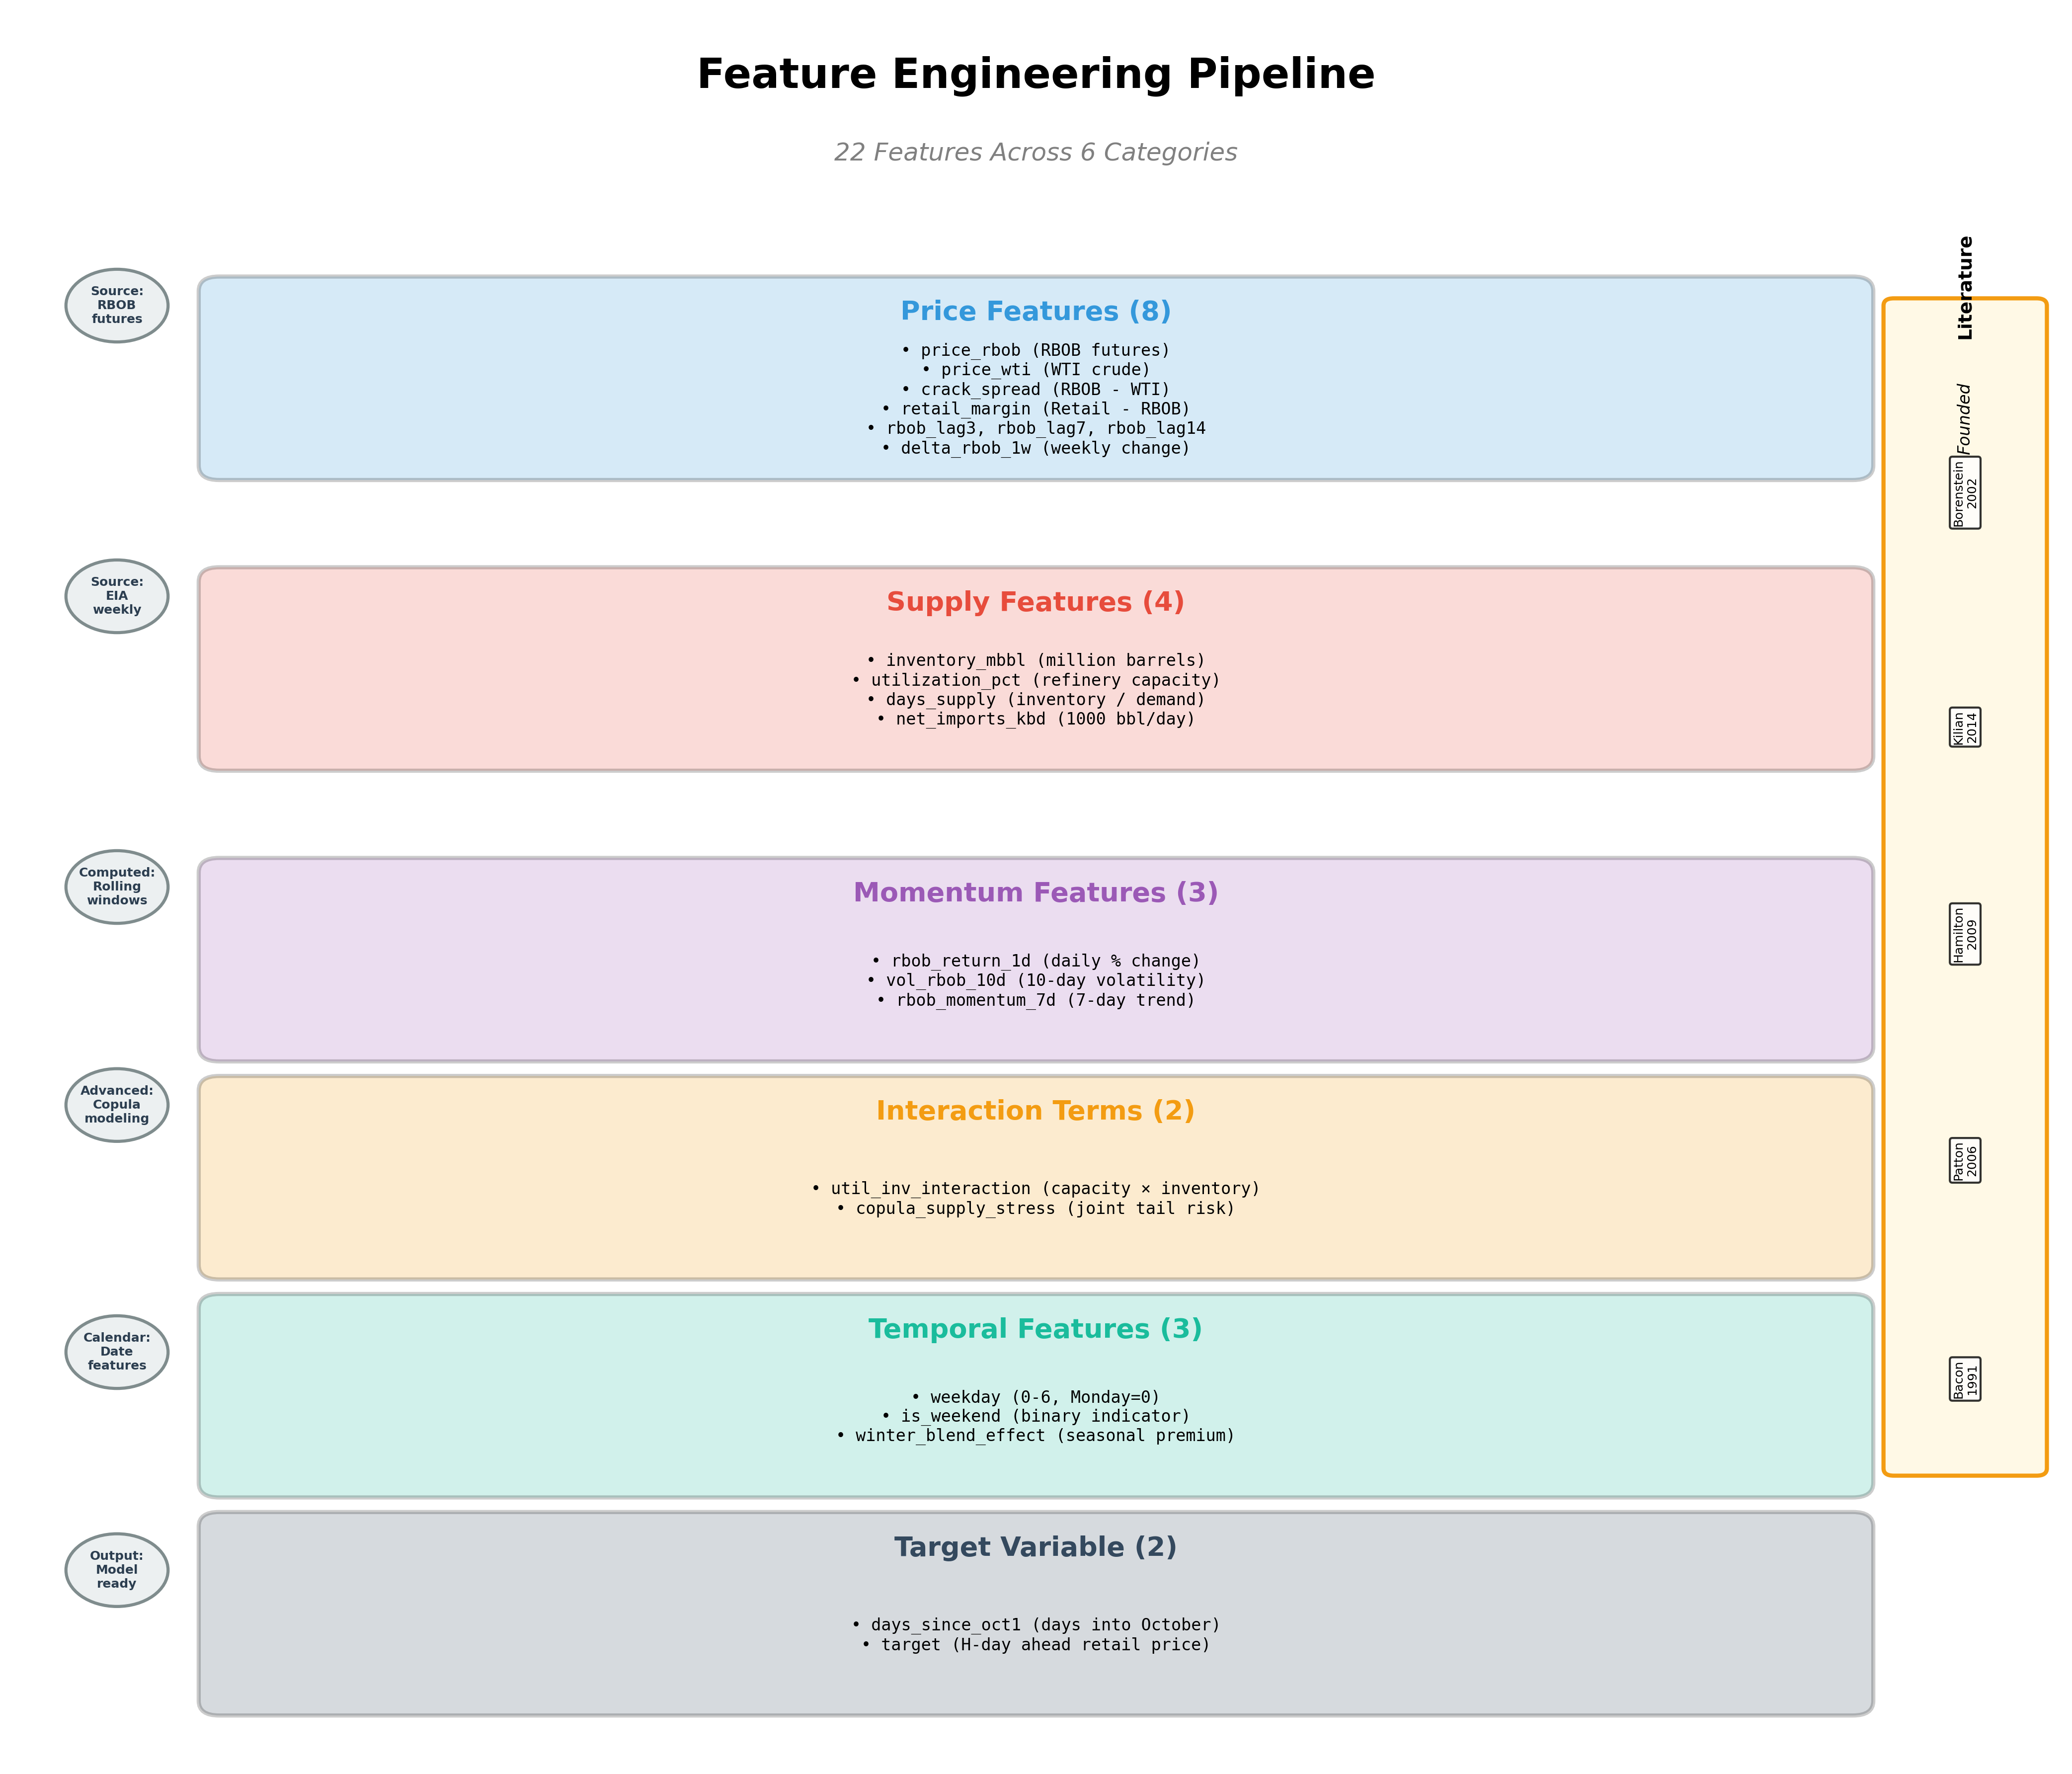 Feature Engineering Pipeline
22 Features Across 6 Categories
Source:
RBOB
futures
Price Features (8)
• price_rbob (RBOB futures)
• price_wti (WTI crude)
• crack_spread (RBOB - WTI)
• retail_margin (Retail - RBOB)
• rbob_lag3, rbob_lag7, rbob_lag14
• delta_rbob_1w (weekly change)
Source:
EIA
weekly
Supply Features (4)
• inventory_mbbl (million barrels)
• utilization_pct (refinery capacity)
• days_supply (inventory / demand)
• net_imports_kbd (1000 bbl/day)
Computed:
Rolling
windows
Momentum Features (3)
• rbob_return_1d (daily % change)
• vol_rbob_10d (10-day volatility)
• rbob_momentum_7d (7-day trend)
Advanced:
Copula
modeling
Interaction Terms (2)
• util_inv_interaction (capacity × inventory)
• copula_supply_stress (joint tail risk)
Calendar:
Date
features
Temporal Features (3)
• weekday (0-6, Monday=0)
• is_weekend (binary indicator)
• winter_blend_effect (seasonal premium)
Output:
Model
ready
Target Variable (2)
• days_since_oct1 (days into October)
• target (H-day ahead retail price)
Literature
Founded
Borenstein
2002
Kilian
2014
Hamilton
2009
Patton
2006
Bacon
1991